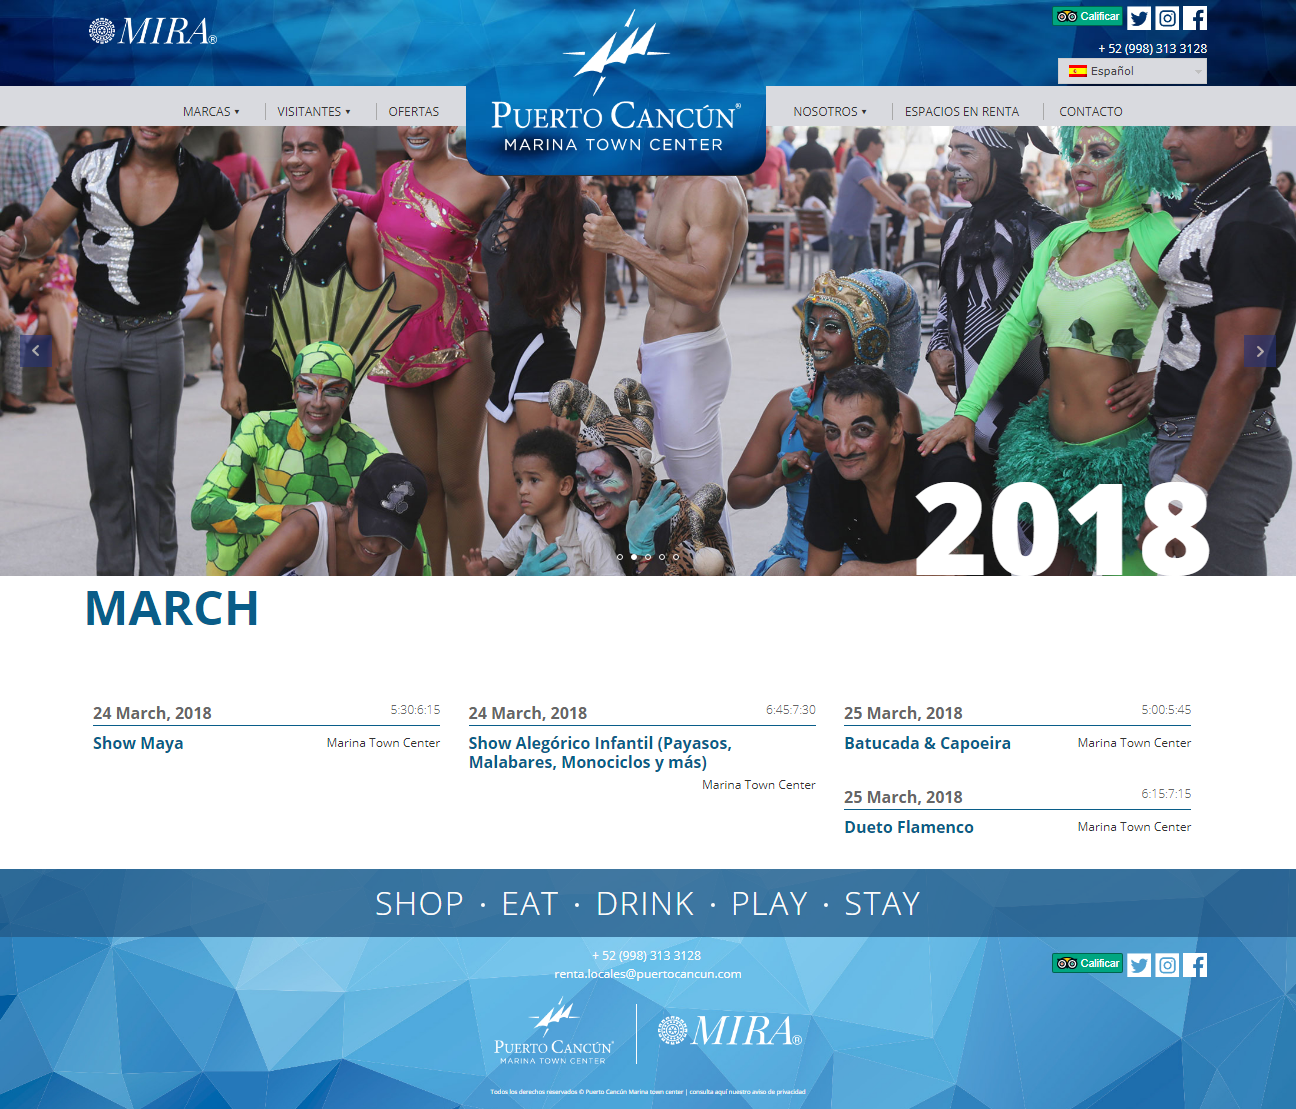 MIRA®
Calificar
+ 52 (998) 313 3128
Español
MARCAS
VISITANTES
OFERTAS
PUERTO CANCÚN®
MARINA TOWN CENTER
NOSOTROS
ESPACIOS EN RENTA
CONTACTO
2018
MARCH
24 March, 2018 5:30:6:15
Show Maya Marina Town Center
24 March, 2018 6:45:7:30
Show Alegórico Infantil (Payasos,
Malabares, Monociclos y más)
Marina Town Center
25 March, 2018 5:00:5:45
Batucada & Capoeira Marina Town Center
25 March, 2018 6:15:7:15
Dueto Flamenco Marina Town Center
SHOP · EAT · DRINK · PLAY · STAY
+ 52 (998) 313 3128
renta.locales@puertocancun.com
Calificar
PUERTO CANCÚN®
MARINA TOWN CENTER
MIRA®
Todos los derechos reservados © Puerto Cancún Marina town center | consulta aquí nuestro aviso de privacidad